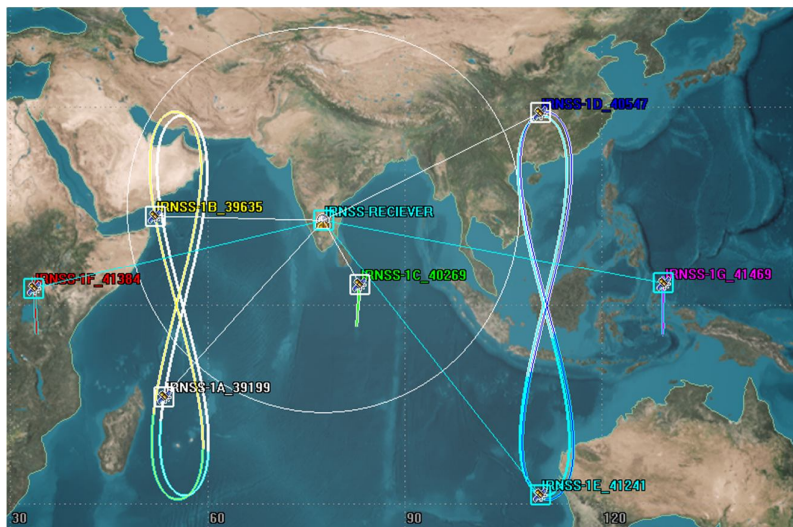 IRNSS-1D_40547
IRNSS-1B_39635
IRNSS-RECIEVER
IRNSS-1F_41384
IRNSS-1C_40269
IRNSS-1G_41469
IRNSS-1A_39199
IRNSS-1E_41241
30 60 90 120